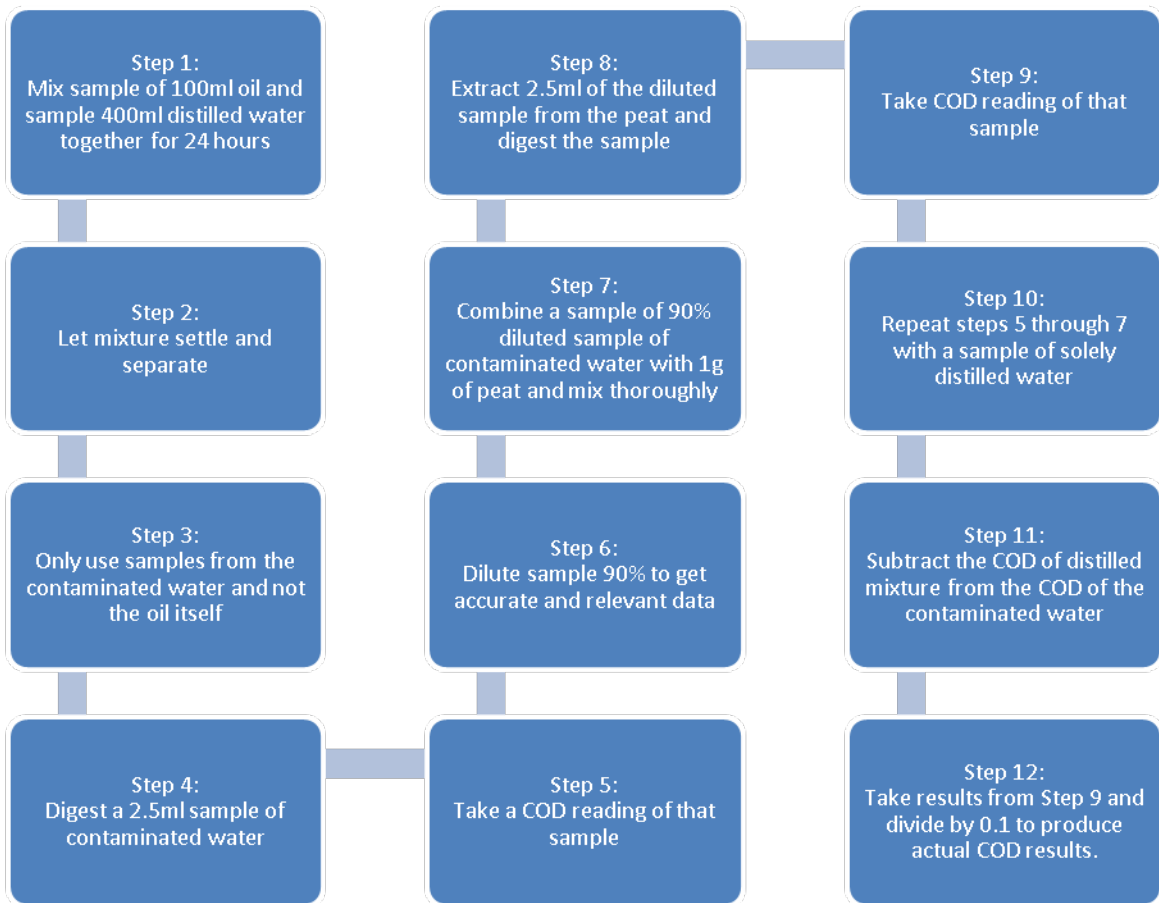 Step 1:
Mix sample of 100ml oil and
sample 400ml distilled water
together for 24 hours
Step 2:
Let mixture settle and
separate
Step 3:
Only use samples from the
contaminated water and not
the oil itself
Step 4:
Digest a 2.5ml sample of
contaminated water
Step 5:
Take a COD reading of that
sample
Step 6:
Dilute sample 90% to get
accurate and relevant data
Step 7:
Combine a sample of 90%
diluted sample of
contaminated water with 1g
of peat and mix thoroughly
Step 8:
Extract 2.5ml of the diluted
sample from the peat and
digest the sample
Step 9:
Take COD reading of that
sample
Step 10:
Repeat steps 5 through 7
with a sample of solely
distilled water
Step 11:
Subtract the COD of distilled
mixture from the COD of the
contaminated water
Step 12:
Take results from Step 9 and
divide by 0.1 to produce
actual COD results.